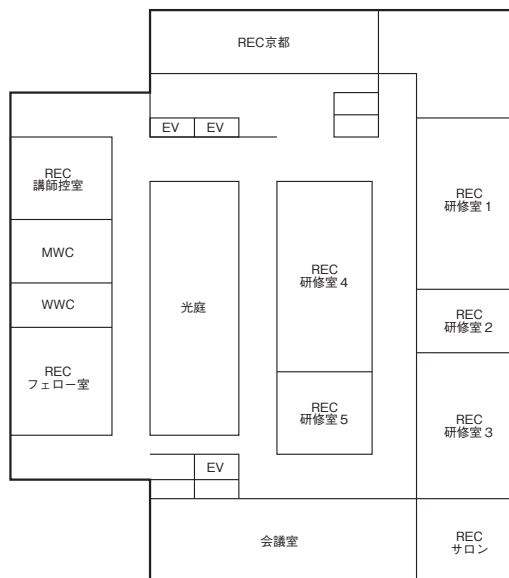 REC京都
EV
EV
REC
講師控室
MWC
WWC
REC
フェロー室
光庭
REC
研修室4
REC
研修室5
REC
研修室1
REC
研修室2
REC
研修室3
EV
会議室
REC
サロン